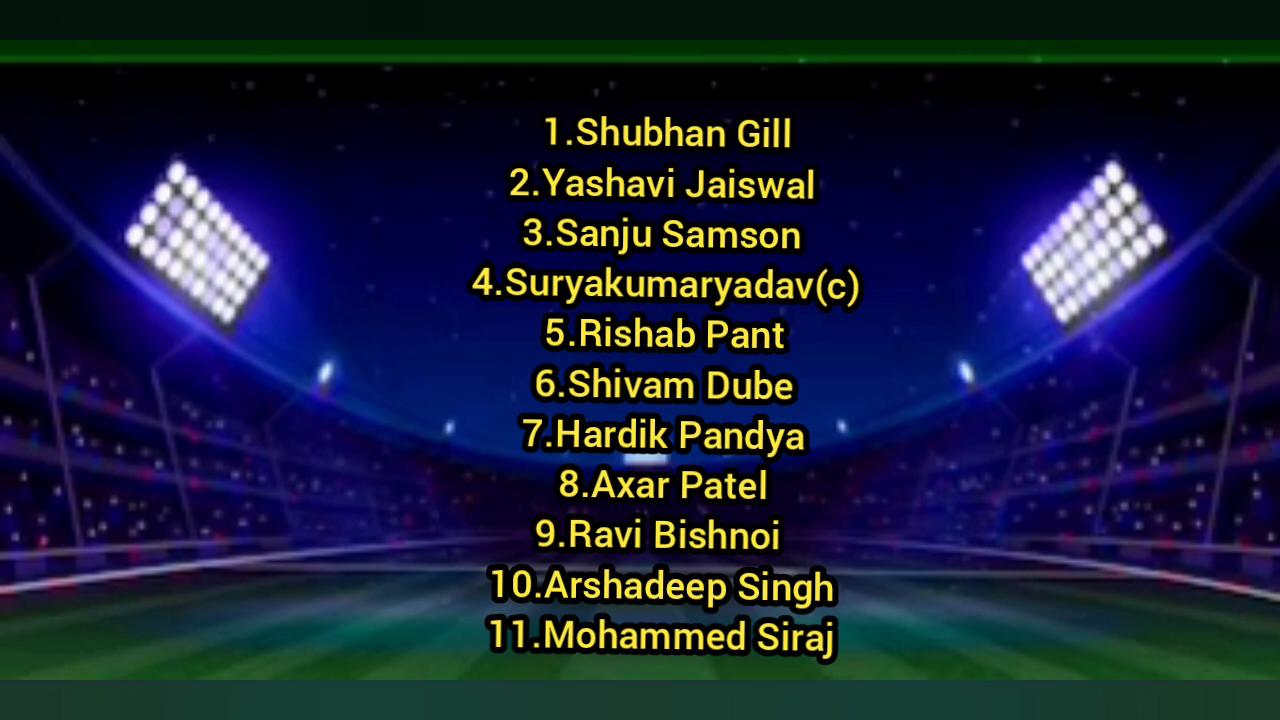 1.Shubhan Gill
2.Yashavi Jaiswal
3.Sanju Samson
4.Suryakumaryadav(c)
5.Rishab Pant
6.Shivam Dube
7.Hardik Pandya
8.Axar Patel
9.Ravi Bishnoi
10.Arshadeep Singh
11.Mohammed Siraj